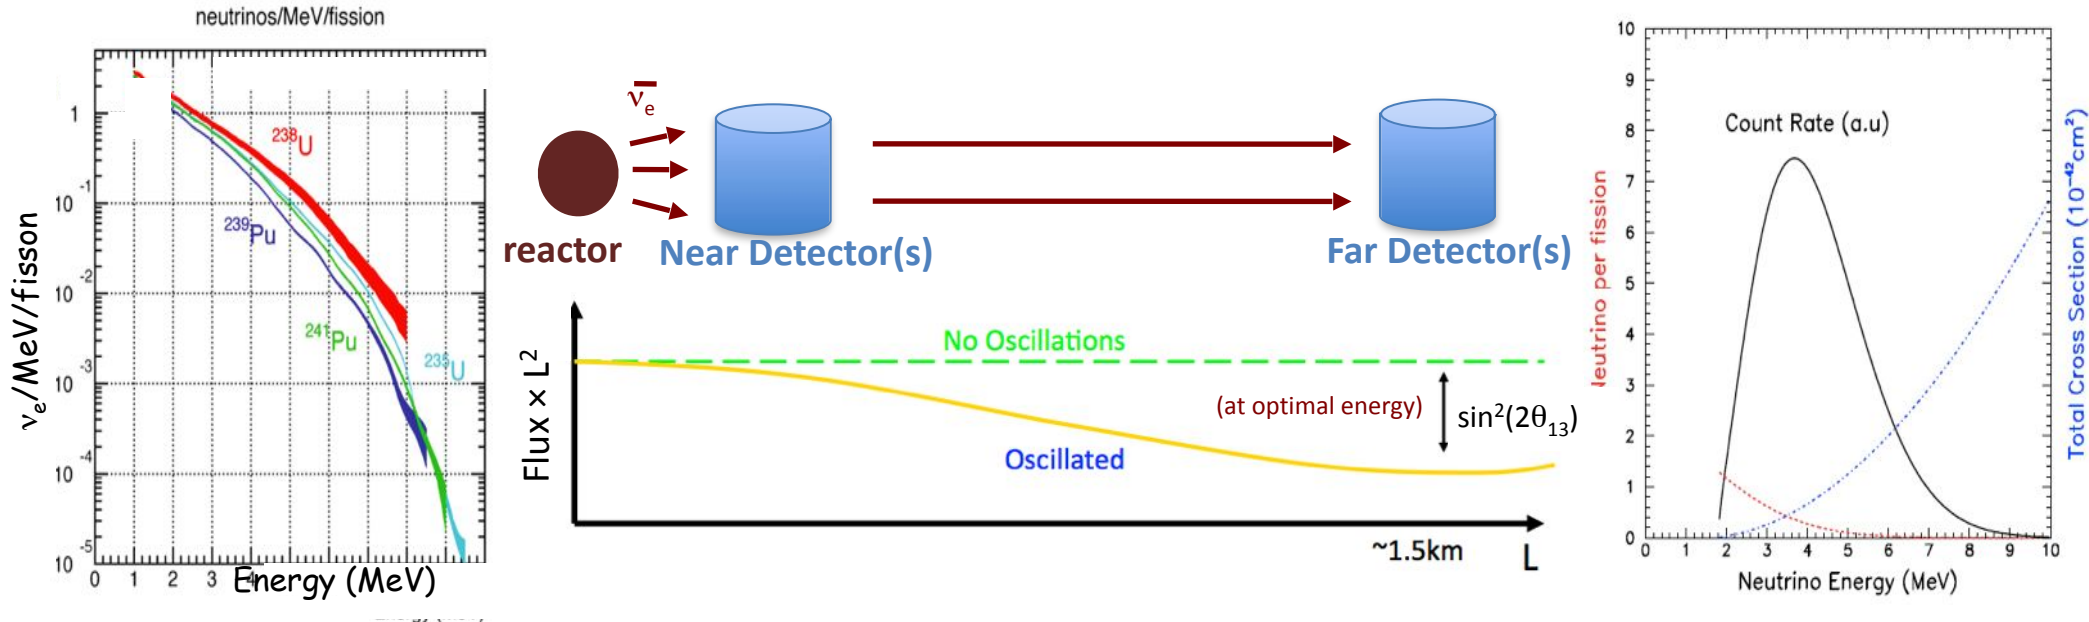 neutrinos/MeV/fission
ν_e/MeV/fisson
1
10^-1
10^-2
10^-3
10^-4
10^-5
238U
239Pu
241Pu
235U
0 1 2 3
Energy (MeV)
ν̄_e
reactor
Near Detector(s)
Far Detector(s)
Flux × L²
No Oscillations
(at optimal energy)
sin²(2θ₁₃)
Oscillated
~1.5km
L
Count Rate (a.u)
Neutrino per fission
Total Cross Section (10⁻⁴²cm²)
10
9
8
7
6
5
4
3
2
1
0
0 1 2 3 4 5 6 7 8 9 10
Neutrino Energy (MeV)